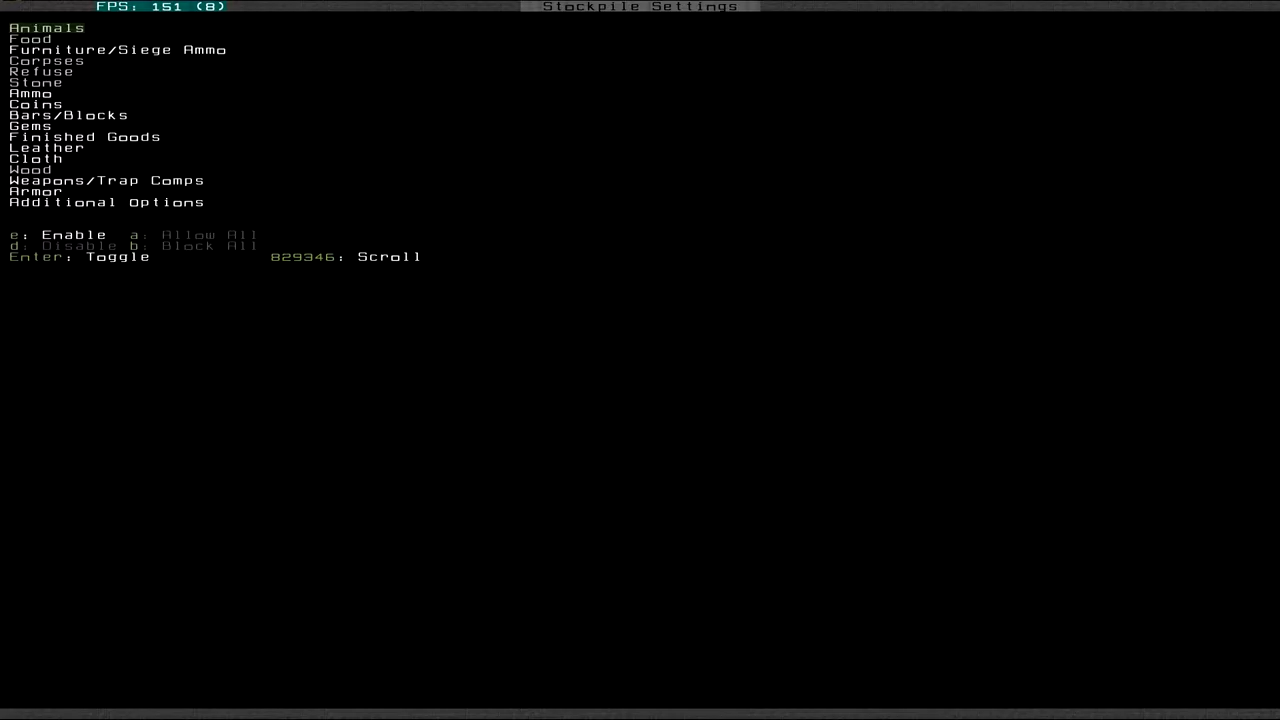 FPS: 151 (8) Stockpile Settings
Animals
Food
Furniture/Siege Ammo
Corpses
Refuse
Stone
Ammo
Coins
Bars/Blocks
Gems
Finished Goods
Leather
Cloth
Wood
Weapons/Trap Comps
Armor
Additional Options
e: Enable a: Allow All
d: Disable b: Block All
Enter: Toggle 829346: Scroll